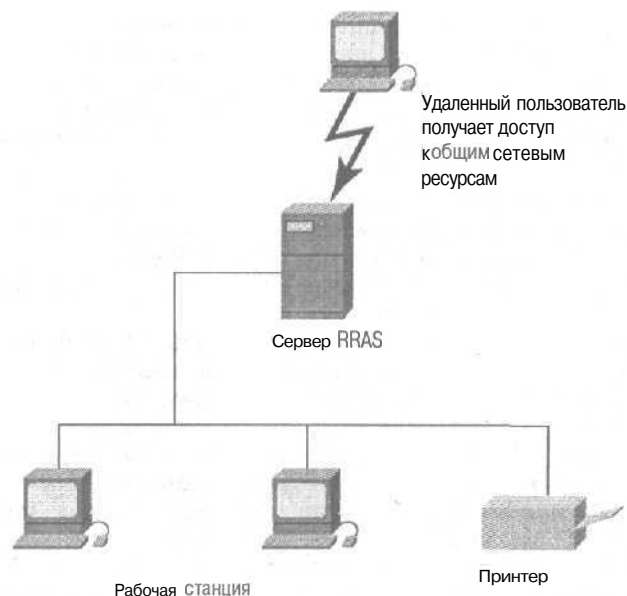 Удаленный пользователь
получает доступ
к общим сетевым
ресурсам
Сервер RRAS
Рабочая станция
Принтер